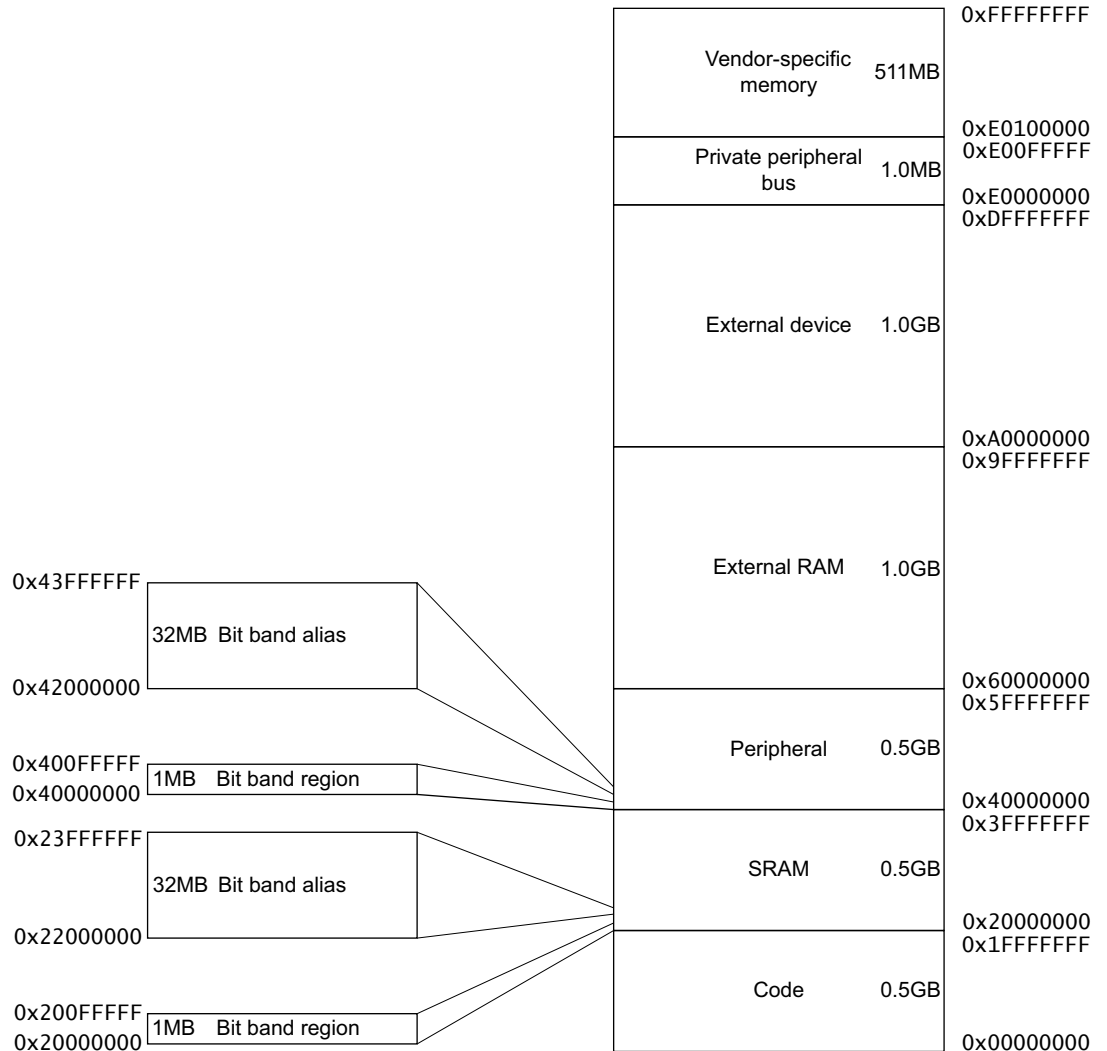 0xFFFFFFFF
Vendor-specific
memory
511MB
0xE0100000
0xE00FFFFF
Private peripheral
bus
1.0MB
0xE0000000
0xDFFFFFFF
External device 1.0GB
0xA0000000
0x9FFFFFFF
External RAM 1.0GB
0x60000000
0x5FFFFFFF
Peripheral 0.5GB
0x40000000
0x3FFFFFFF
SRAM 0.5GB
0x20000000
0x1FFFFFFF
Code 0.5GB
0x00000000
0x43FFFFFF
32MB Bit band alias
0x42000000
0x400FFFFF
1MB Bit band region
0x40000000
0x23FFFFFF
32MB Bit band alias
0x22000000
0x200FFFFF
1MB Bit band region
0x20000000